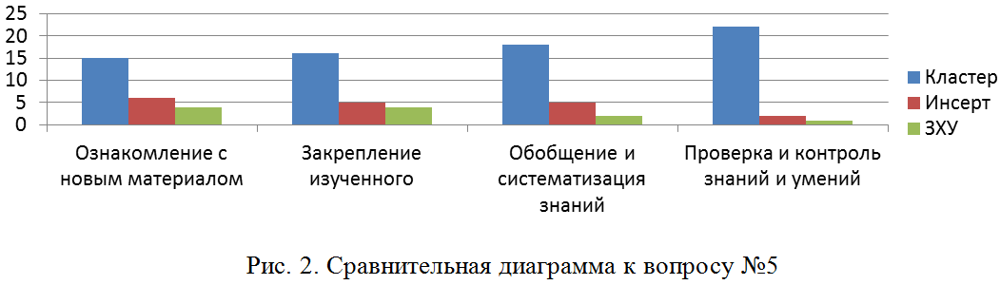 25
20
15
10
5
0
Ознакомление с
новым материалом
Закрепление
изученного
Обобщение и
систематизация
знаний
Проверка и контроль
знаний и умений
Кластер
Инсерт
ЗХУ
Рис. 2. Сравнительная диаграмма к вопросу №5